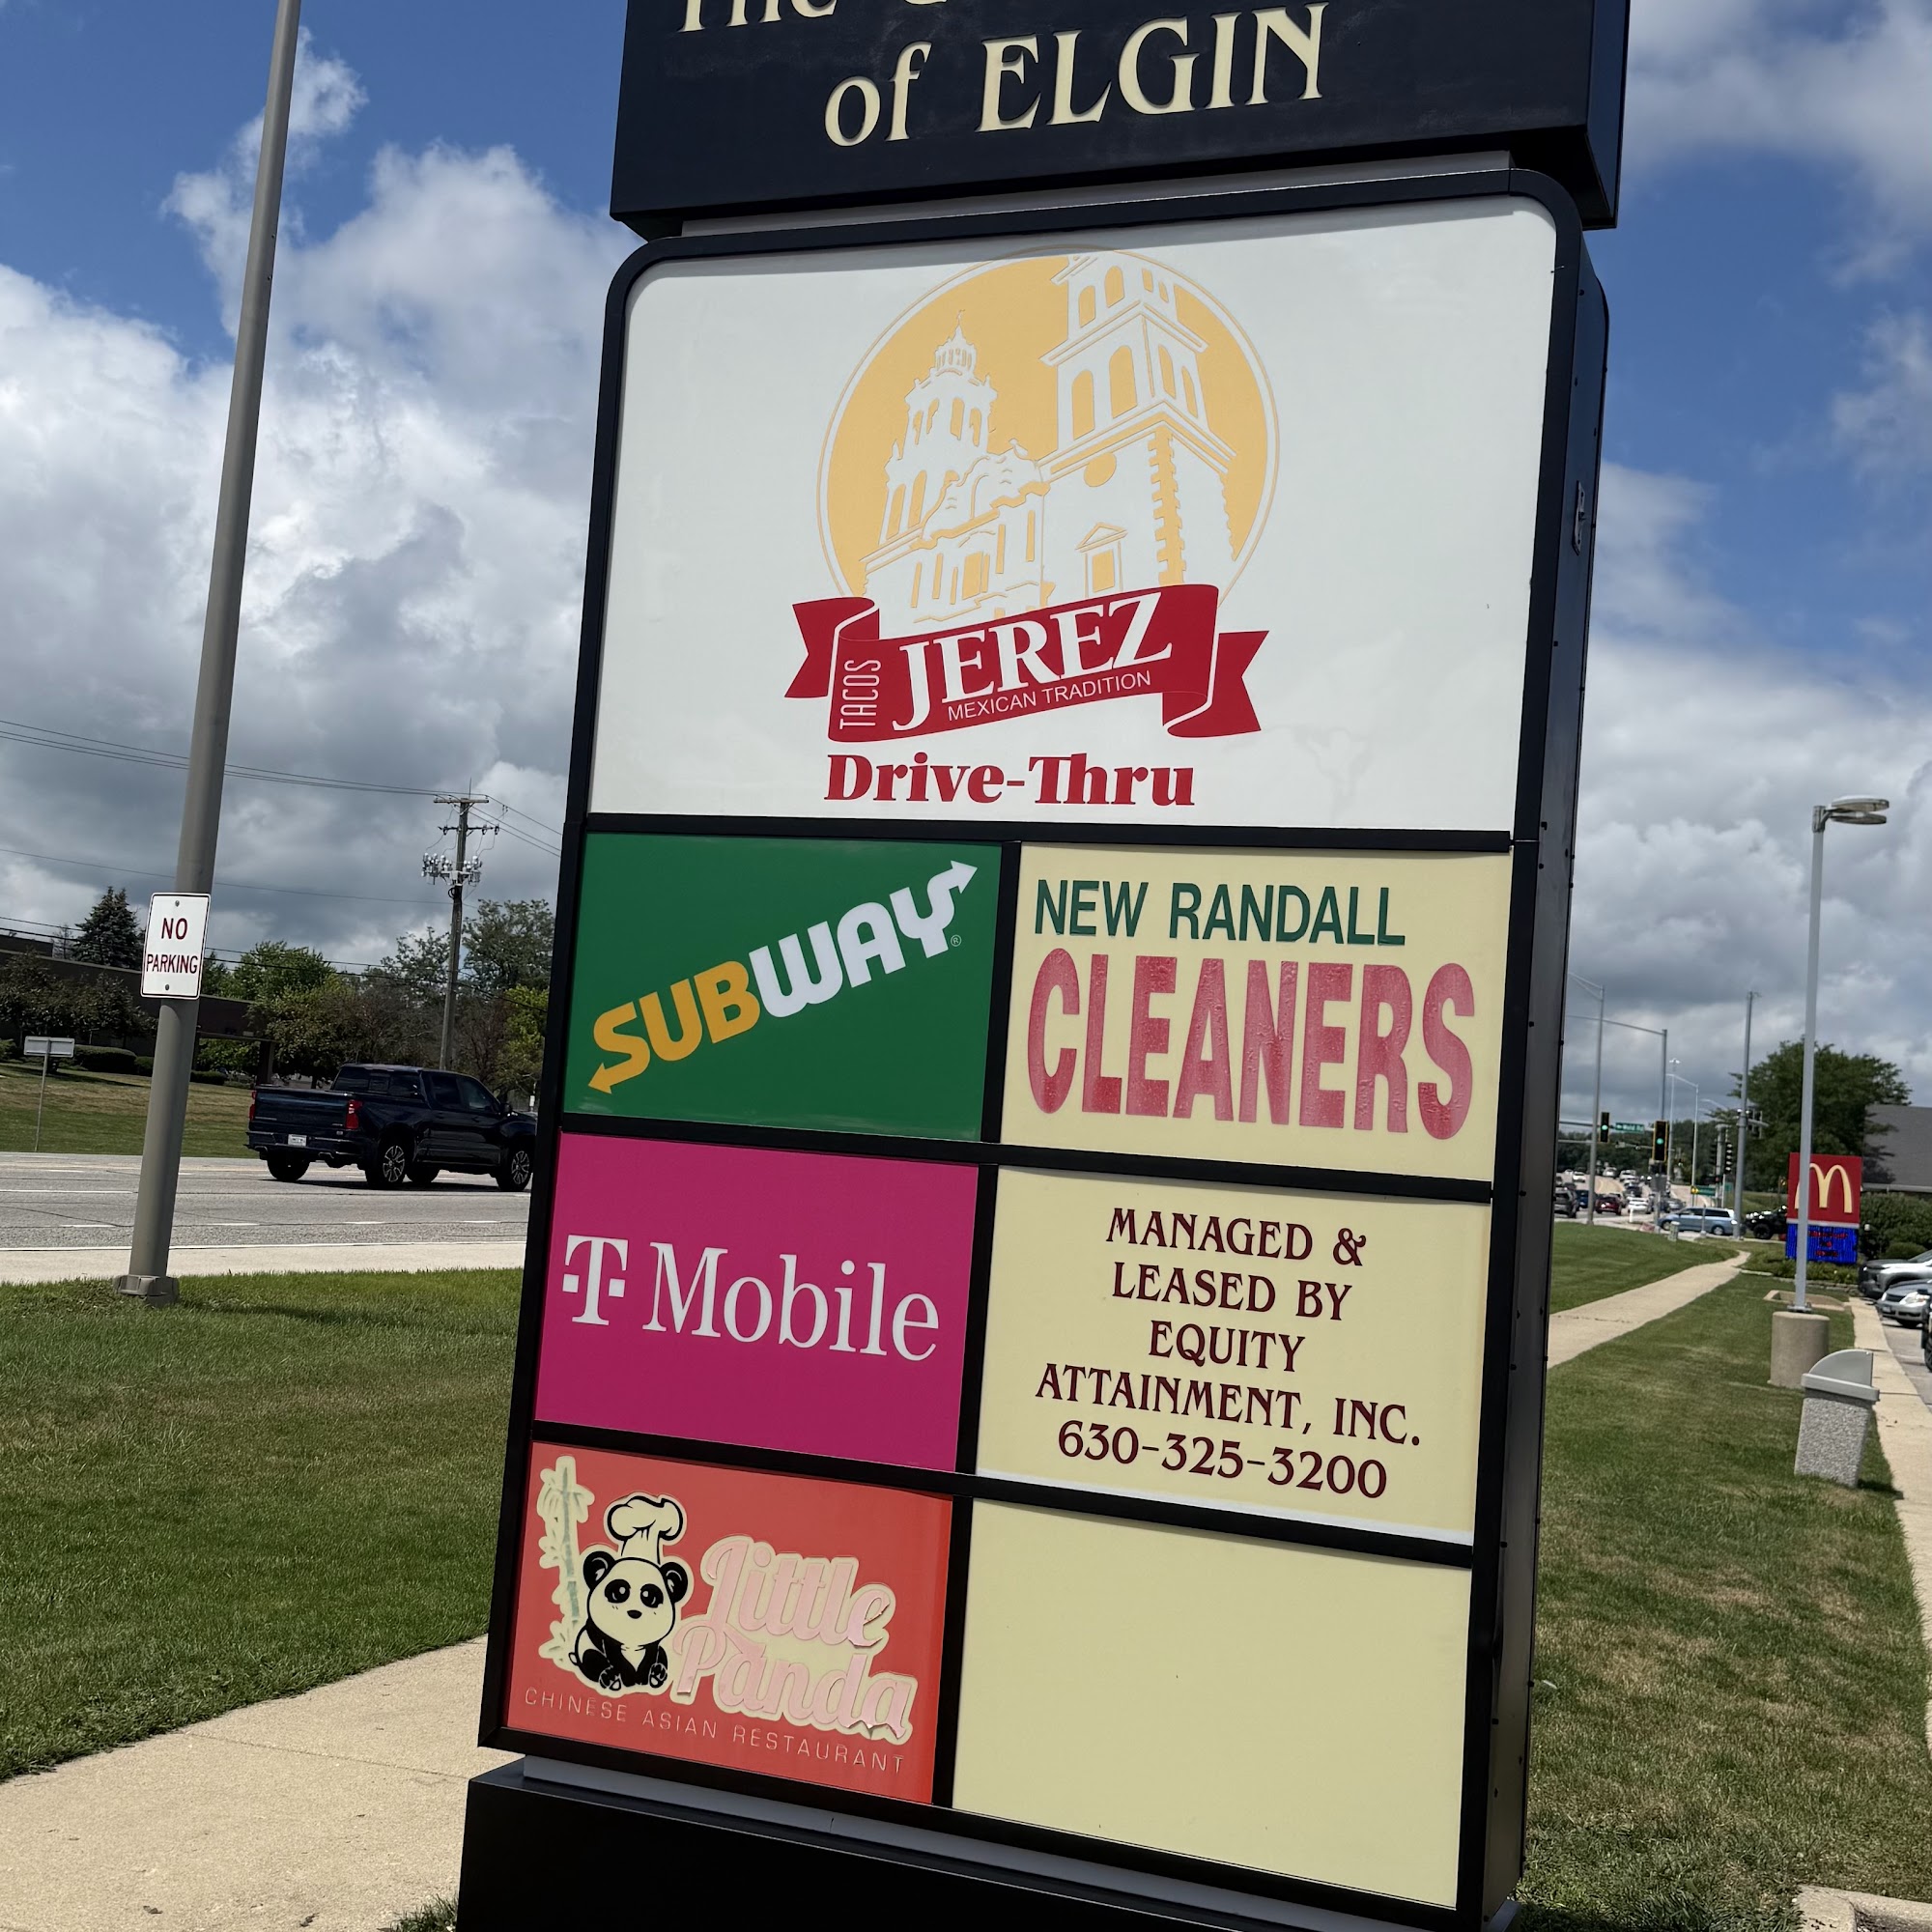 The
of ELGIN
TACOS
JEREZ
MEXICAN TRADITION
Drive-Thru
SUBWAY®
NEW RANDALL
CLEANERS
T Mobile
MANAGED &
LEASED BY
EQUITY
ATTAINMENT, INC.
630-325-3200
Little
Panda
CHINESE ASIAN RESTAURANT
NO
PARKING
M